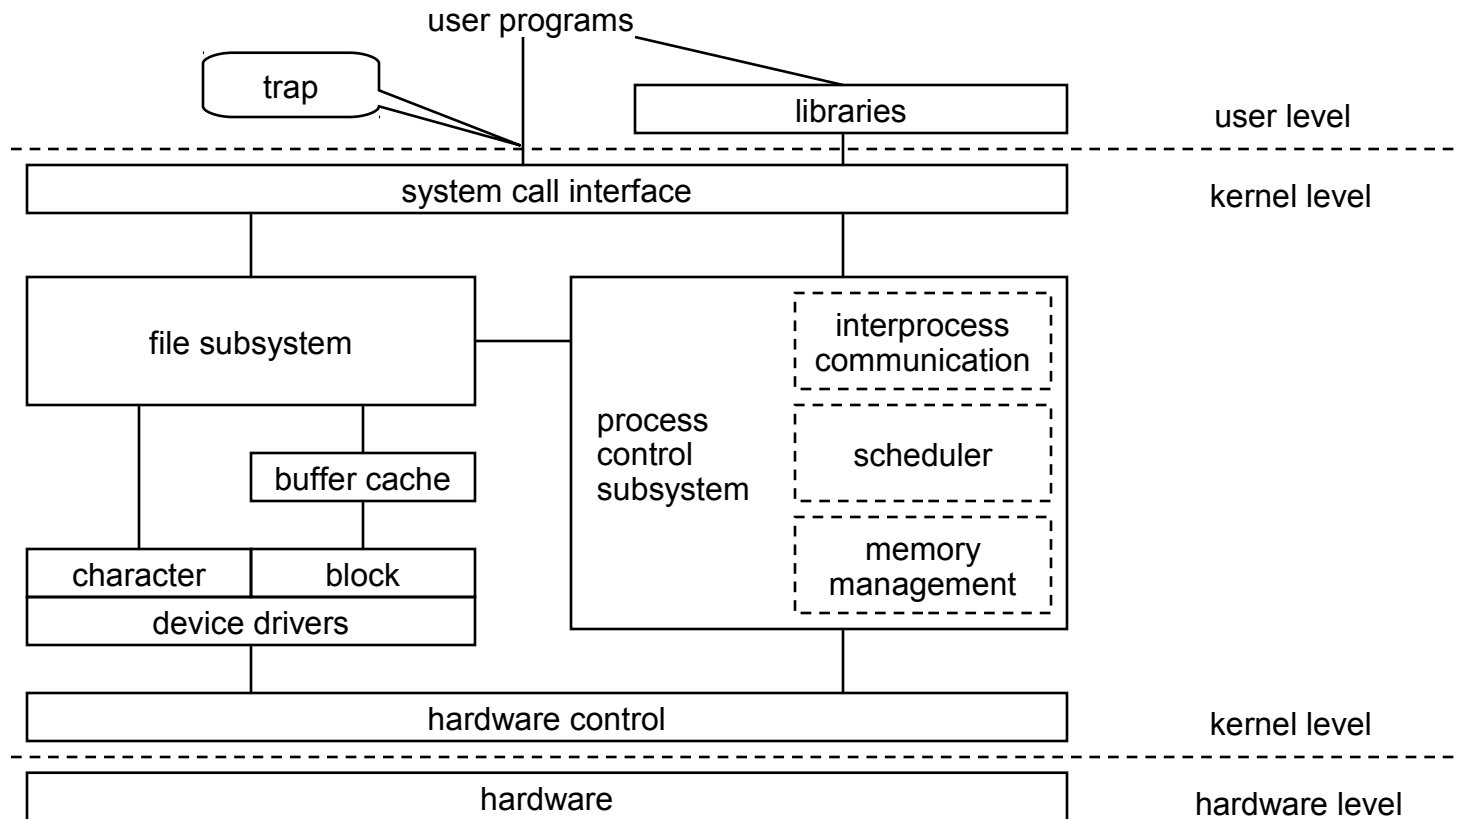 user programs
trap
libraries
user level
system call interface
kernel level
file subsystem
interprocess
communication
process
control
subsystem
scheduler
buffer cache
memory
management
character
block
device drivers
hardware control
kernel level
hardware
hardware level